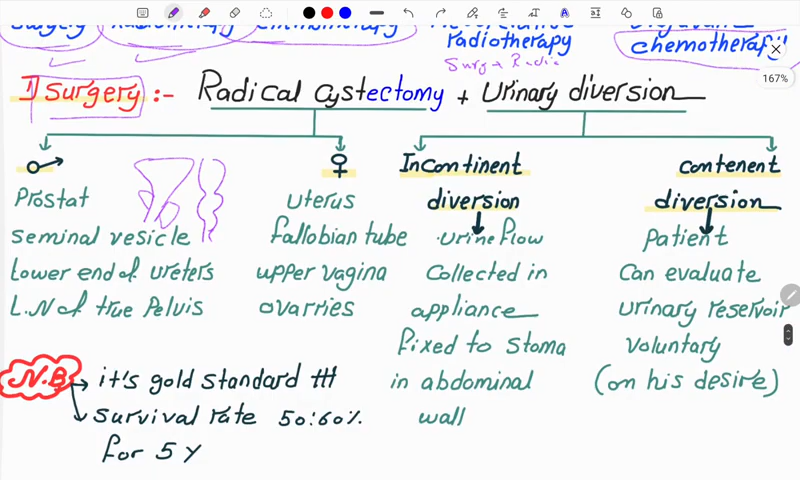 radiotherapy
chemotherapy
Surg + Radio
167%
1) Surgery :- Radical cystectomy + Urinary diversion
Prostat
seminal vesicle
Lower end of ureters
L.N of true Pelvis
uterus
fallobian tube
upper vagina
ovarries
Incontinent
diversion
urine flow
Collected in
appliance
fixed to stoma
in abdominal
wall
contenent
diversion
Patient
Can evaluate
urinary reservoir
voluntary
(on his desire)
N.B
it's gold standard ttt
survival rate 50:60%
for 5 y